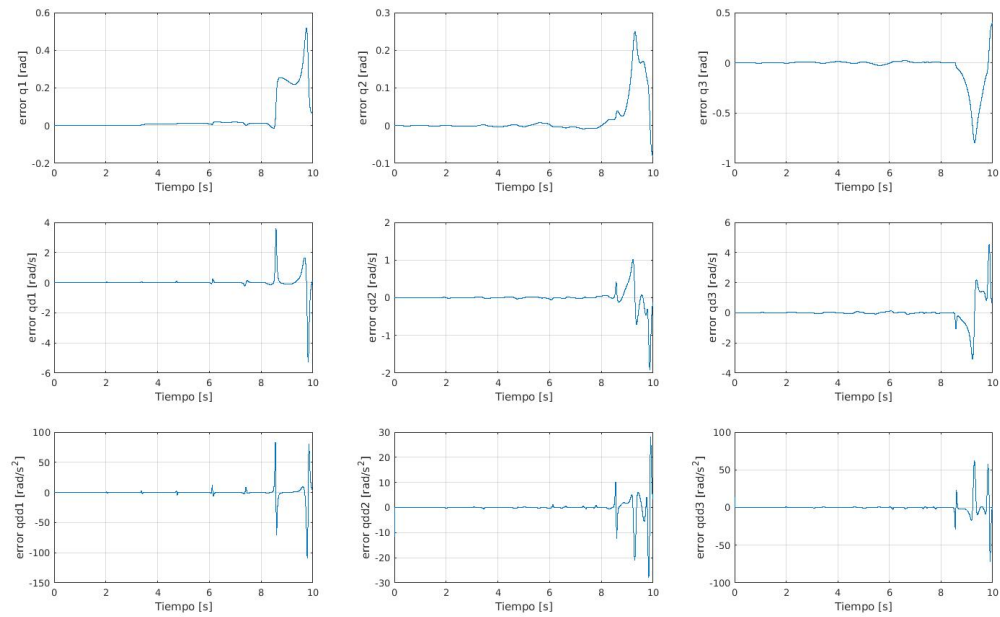 0.6
0.4
0.2
0
-0.2
error q1 [rad]
0 2 4 6 8 10
Tiempo [s]
0.3
0.2
0.1
0
-0.1
error q2 [rad]
0 2 4 6 8 10
Tiempo [s]
0.5
0
-0.5
-1
error q3 [rad]
0 2 4 6 8 10
Tiempo [s]
4
2
0
-2
-4
-6
error qd1 [rad/s]
0 2 4 6 8 10
Tiempo [s]
2
1
0
-1
-2
error qd2 [rad/s]
0 2 4 6 8 10
Tiempo [s]
6
4
2
0
-2
-4
error qd3 [rad/s]
0 2 4 6 8 10
Tiempo [s]
100
50
0
-50
-100
-150
error qdd1 [rad/s²]
0 2 4 6 8 10
Tiempo [s]
30
20
10
0
-10
-20
-30
error qdd2 [rad/s²]
0 2 4 6 8 10
Tiempo [s]
100
50
0
-50
-100
error qdd3 [rad/s²]
0 2 4 6 8 10
Tiempo [s]